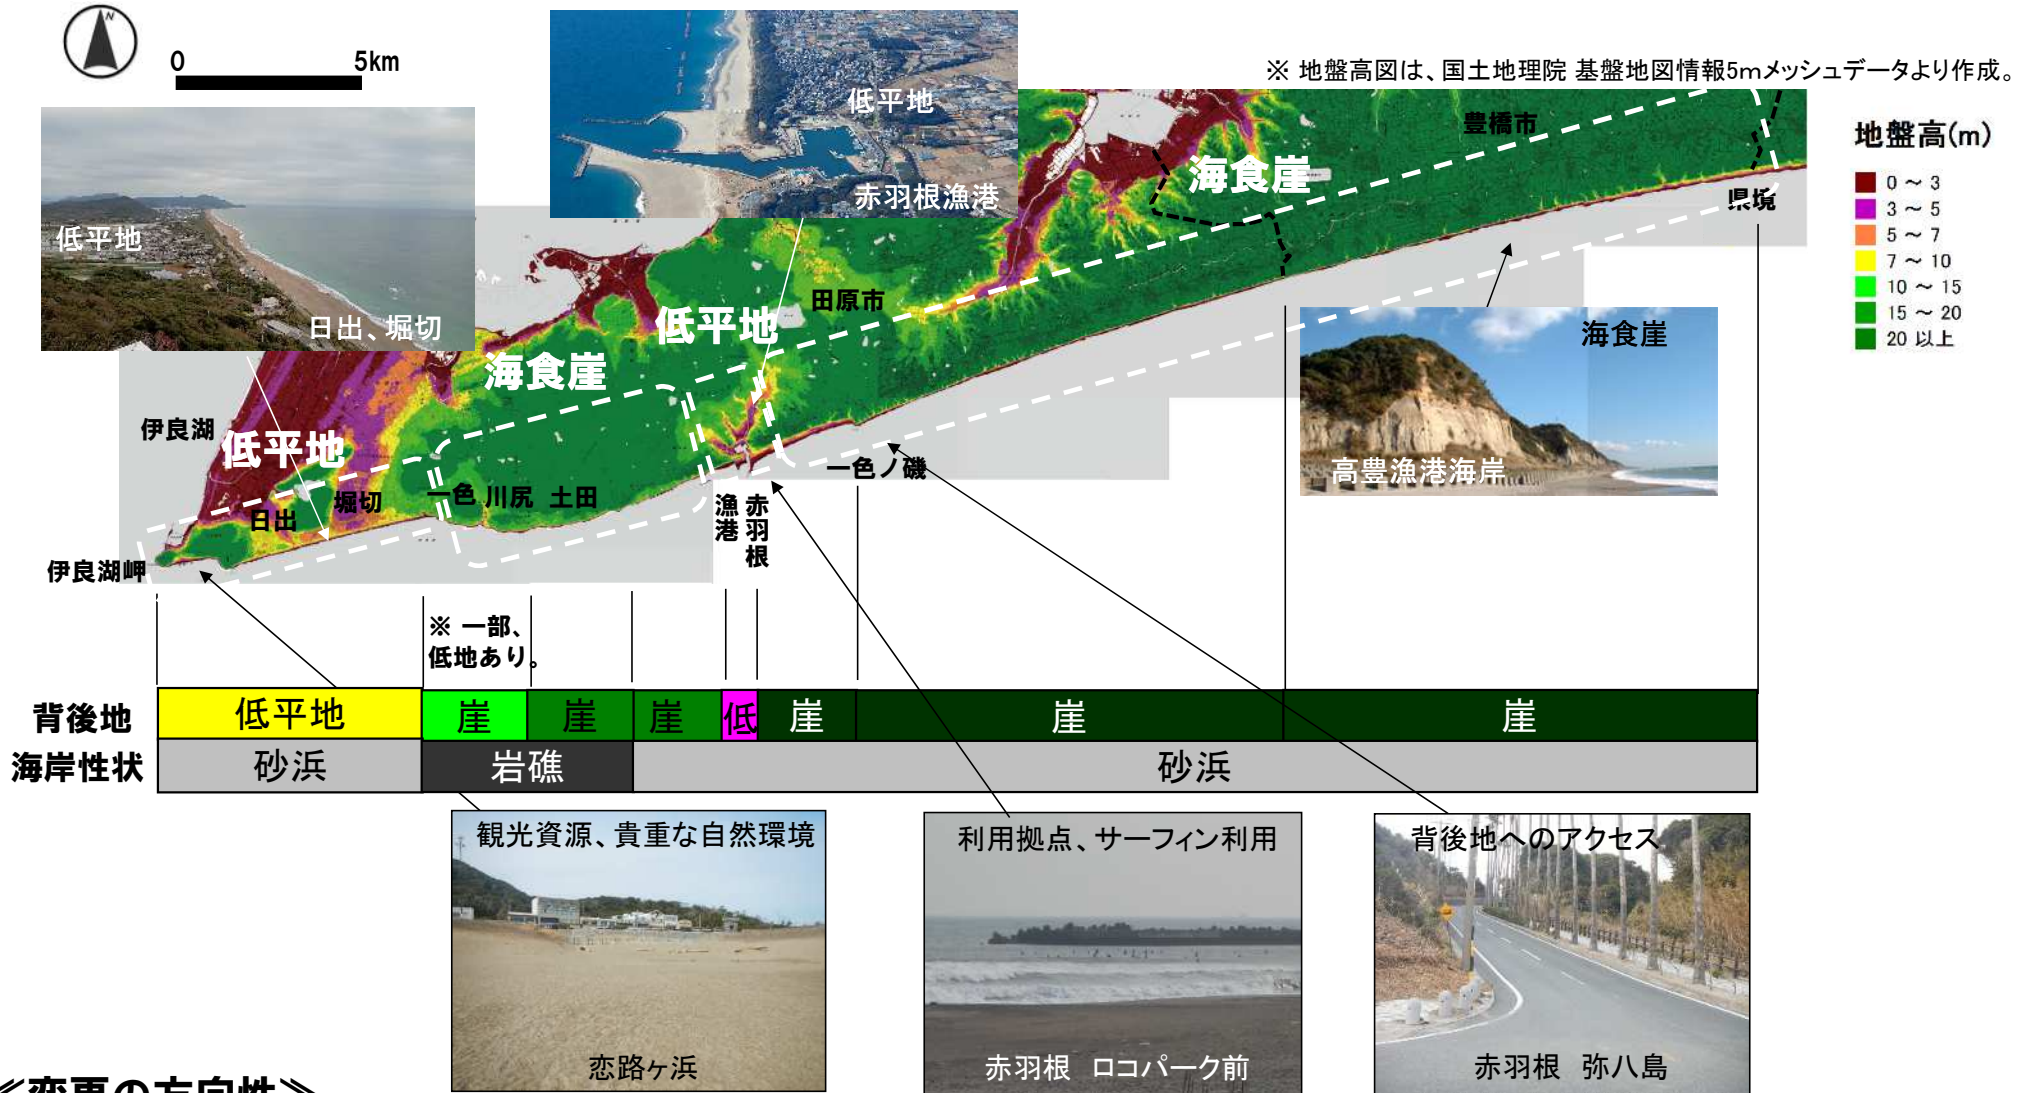 N
0 5km
※ 地盤高図は、国土地理院 基盤地図情報5mメッシュデータより作成。
低平地
赤羽根漁港
低平地
日出、堀切
豊橋市
海食崖
県境
地盤高(m)
0 ～ 3
3 ～ 5
5 ～ 7
7 ～ 10
10 ～ 15
15 ～ 20
20 以上
田原市
低平地
海食崖
海食崖
高豊漁港海岸
伊良湖
低平地
一色ノ磯
日出
堀切
一色
川尻
土田
赤羽根
漁港
伊良湖岬
※ 一部、
低地あり。
背後地 低平地 崖 崖 崖 低 崖 崖 崖
海岸性状 砂浜 岩礁 砂浜
観光資源、貴重な自然環境
恋路ヶ浜
利用拠点、サーフィン利用
赤羽根 ロコパーク前
背後地へのアクセス
赤羽根 弥八島
≪変更の方向性≫